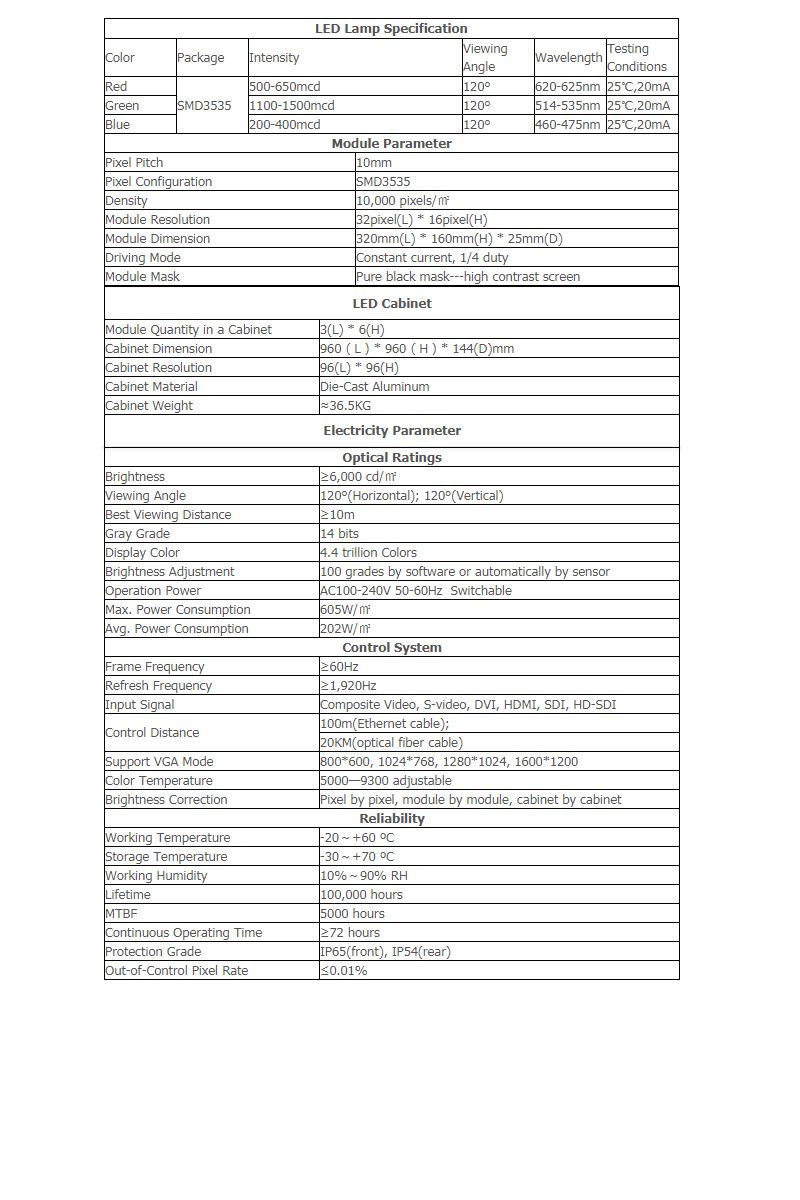 LED Lamp Specification
Color Package Intensity Viewing Angle Wavelength Testing Conditions
Red SMD3535 500-650mcd 120º 620-625nm 25℃,20mA
Green 1100-1500mcd 120º 514-535nm 25℃,20mA
Blue 200-400mcd 120º 460-475nm 25℃,20mA
Module Parameter
Pixel Pitch 10mm
Pixel Configuration SMD3535
Density 10,000 pixels/㎡
Module Resolution 32pixel(L) * 16pixel(H)
Module Dimension 320mm(L) * 160mm(H) * 25mm(D)
Driving Mode Constant current, 1/4 duty
Module Mask Pure black mask---high contrast screen
LED Cabinet
Module Quantity in a Cabinet 3(L) * 6(H)
Cabinet Dimension 960 ( L ) * 960 ( H ) * 144(D)mm
Cabinet Resolution 96(L) * 96(H)
Cabinet Material Die-Cast Aluminum
Cabinet Weight ≈36.5KG
Electricity Parameter
Optical Ratings
Brightness ≥6,000 cd/㎡
Viewing Angle 120º(Horizontal); 120º(Vertical)
Best Viewing Distance ≥10m
Gray Grade 14 bits
Display Color 4.4 trillion Colors
Brightness Adjustment 100 grades by software or automatically by sensor
Operation Power AC100-240V 50-60Hz Switchable
Max. Power Consumption 605W/㎡
Avg. Power Consumption 202W/㎡
Control System
Frame Frequency ≥60Hz
Refresh Frequency ≥1,920Hz
Input Signal Composite Video, S-video, DVI, HDMI, SDI, HD-SDI
Control Distance 100m(Ethernet cable);
20KM(optical fiber cable)
Support VGA Mode 800*600, 1024*768, 1280*1024, 1600*1200
Color Temperature 5000—9300 adjustable
Brightness Correction Pixel by pixel, module by module, cabinet by cabinet
Reliability
Working Temperature -20～+60 ºC
Storage Temperature -30～+70 ºC
Working Humidity 10%～90% RH
Lifetime 100,000 hours
MTBF 5000 hours
Continuous Operating Time ≥72 hours
Protection Grade IP65(front), IP54(rear)
Out-of-Control Pixel Rate ≤0.01%